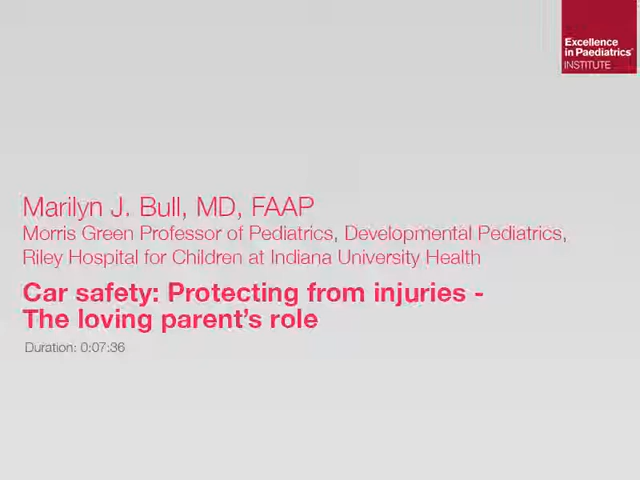 Excellence
in Paediatrics®
INSTITUTE
Marilyn J. Bull, MD, FAAP
Morris Green Professor of Pediatrics, Developmental Pediatrics,
Riley Hospital for Children at Indiana University Health
Car safety: Protecting from injuries -
The loving parent's role
Duration: 0:07:36